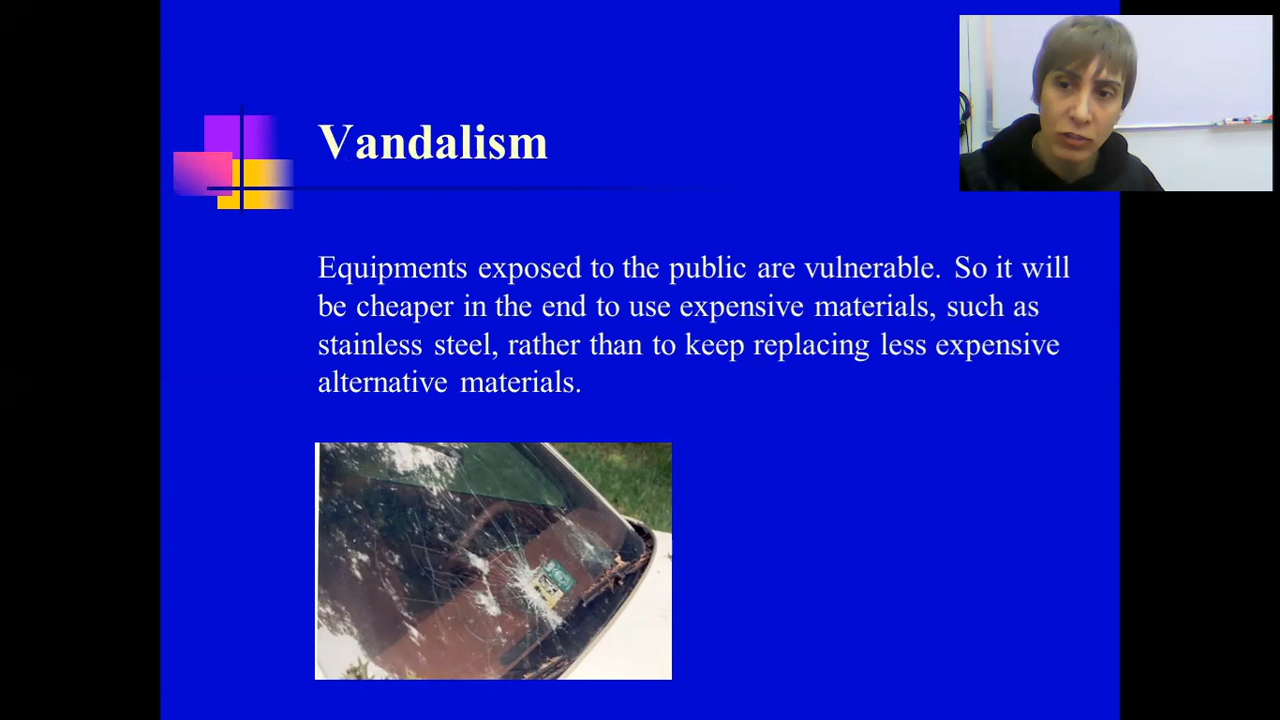 Vandalism
Equipments exposed to the public are vulnerable. So it will
be cheaper in the end to use expensive materials, such as
stainless steel, rather than to keep replacing less expensive
alternative materials.